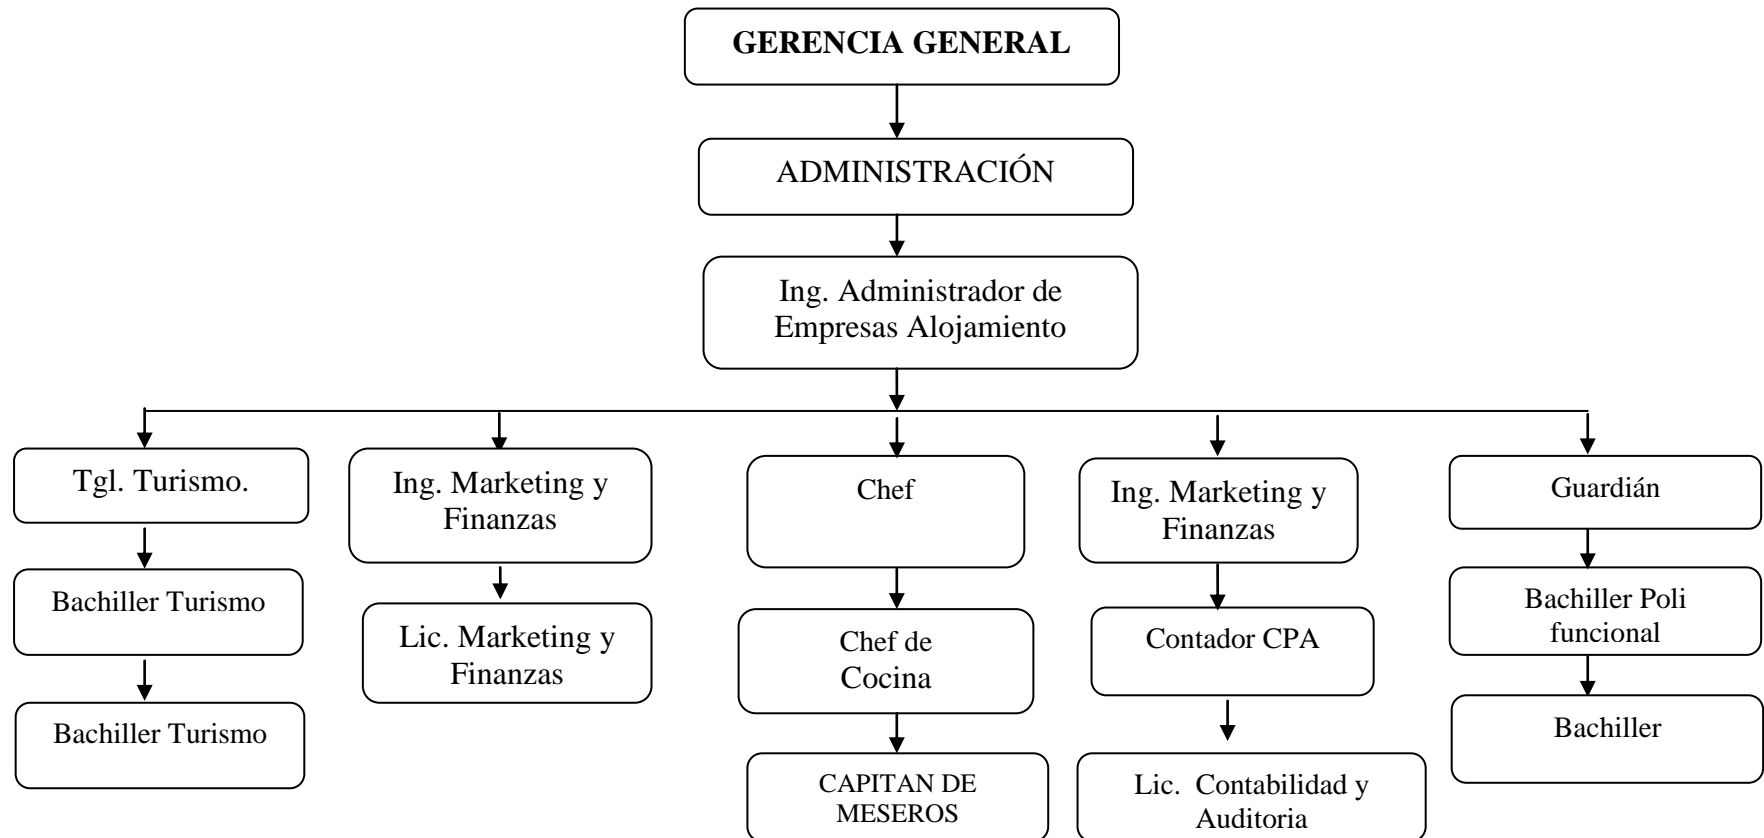 GERENCIA GENERAL
ADMINISTRACIÓN
Ing. Administrador de
Empresas Alojamiento
Tgl. Turismo.
Ing. Marketing y
Finanzas
Chef
Ing. Marketing y
Finanzas
Guardián
Bachiller Turismo
Lic. Marketing y
Finanzas
Chef de
Cocina
Contador CPA
Bachiller Poli
funcional
Bachiller Turismo
CAPITAN DE
MESEROS
Lic. Contabilidad y
Auditoria
Bachiller